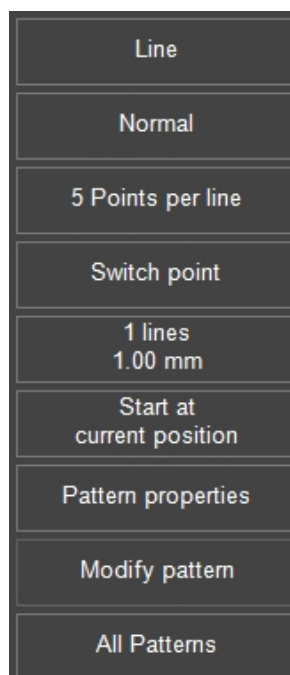 Line
Normal
5 Points per line
Switch point
1 lines
1.00 mm
Start at
current position
Pattern properties
Modify pattern
All Patterns